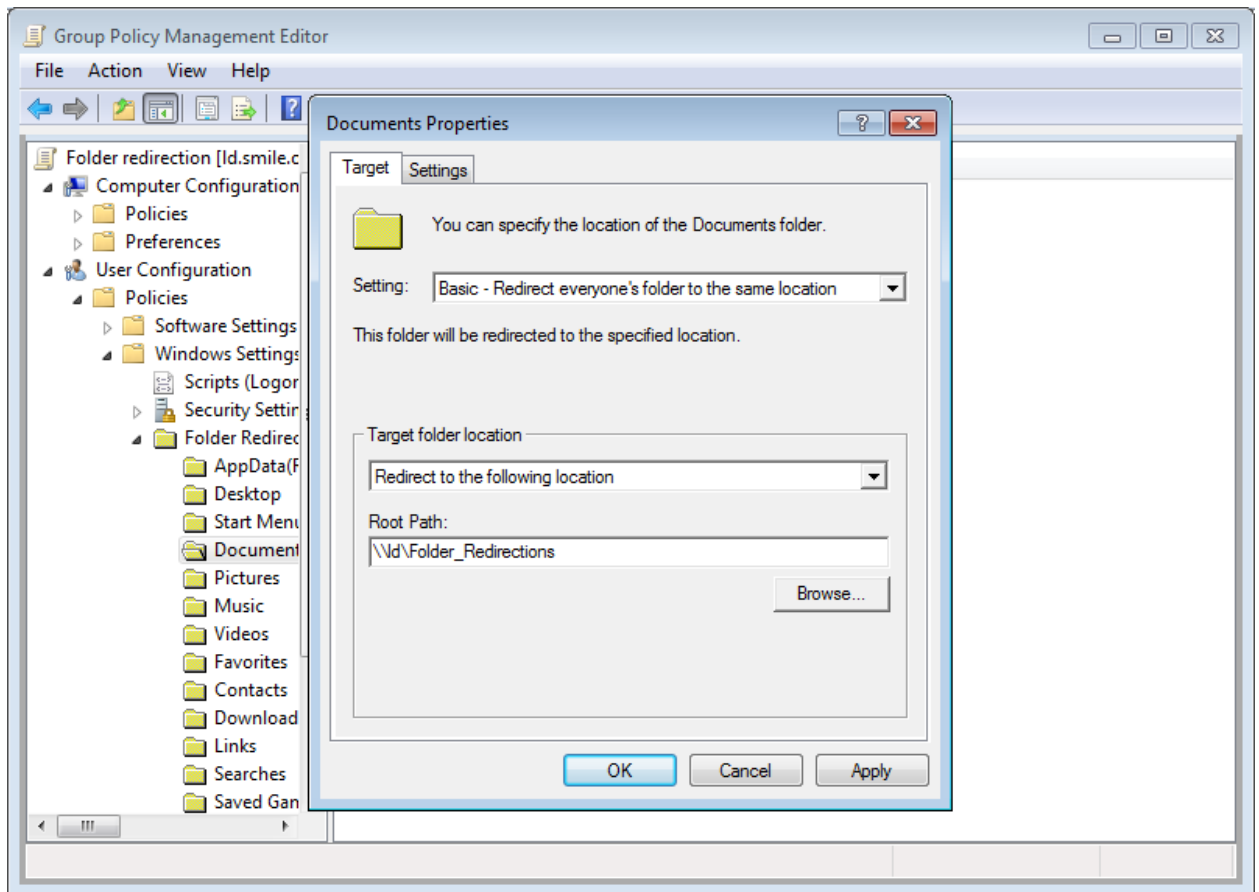 Group Policy Management Editor
File Action View Help
Folder redirection [ld.smile.c
Computer Configuration
Policies
Preferences
User Configuration
Policies
Software Settings
Windows Settings
Scripts (Logor
Security Settin
Folder Redirec
AppData(F
Desktop
Start Menu
Document
Pictures
Music
Videos
Favorites
Contacts
Download
Links
Searches
Saved Gan
Documents Properties
Target Settings
You can specify the location of the Documents folder.
Setting: Basic - Redirect everyone's folder to the same location
This folder will be redirected to the specified location.
Target folder location
Redirect to the following location
Root Path:
\\ld\Folder_Redirections
Browse...
OK Cancel Apply